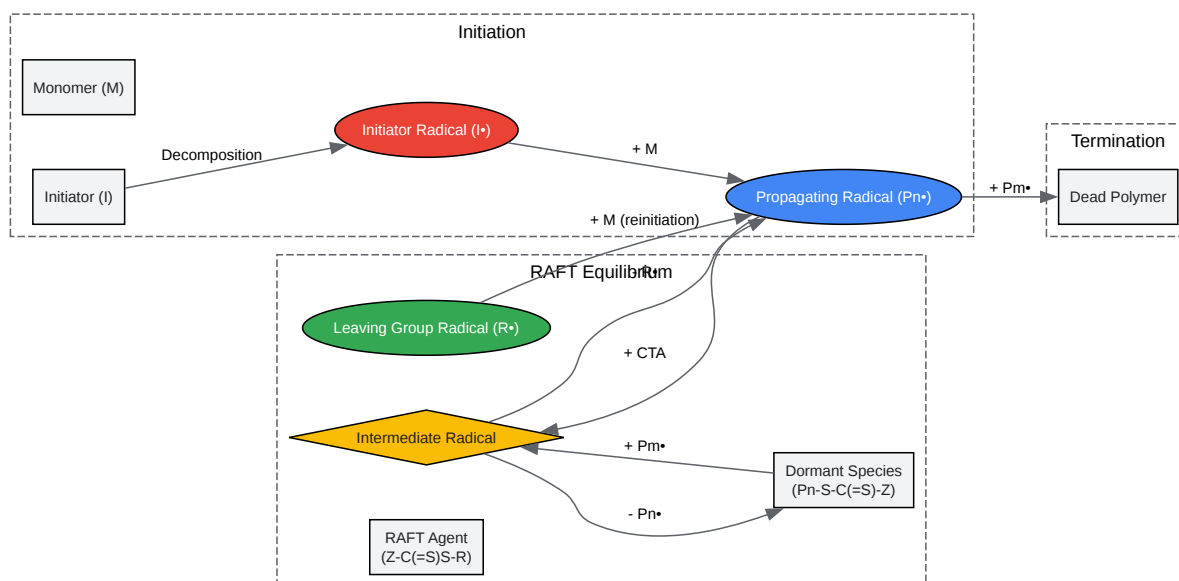 Initiation
Monomer (M)
Initiator Radical (I•)
Decomposition
+ M
Initiator (I)
Propagating Radical (Pn•)
+ Pm•
Termination
Dead Polymer
+ M (reinitiation)
RAFT Equilibrium
- R•
Leaving Group Radical (R•)
+ CTA
Intermediate Radical
+ Pm•
Dormant Species
(Pn-S-C(=S)-Z)
- Pn•
RAFT Agent
(Z-C(=S)S-R)